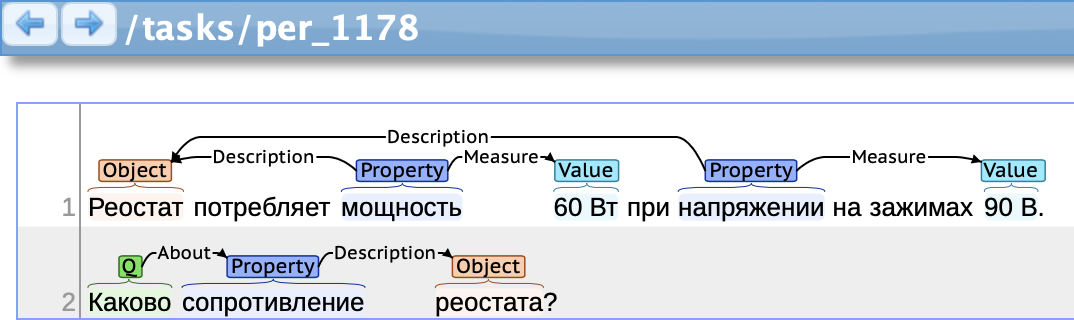 /tasks/per_1178
Description
Object Description Property Measure Value Property Measure Value
1 Реостат потребляет мощность 60 Вт при напряжении на зажимах 90 В.
Q About Property Description Object
2 Каково сопротивление реостата?